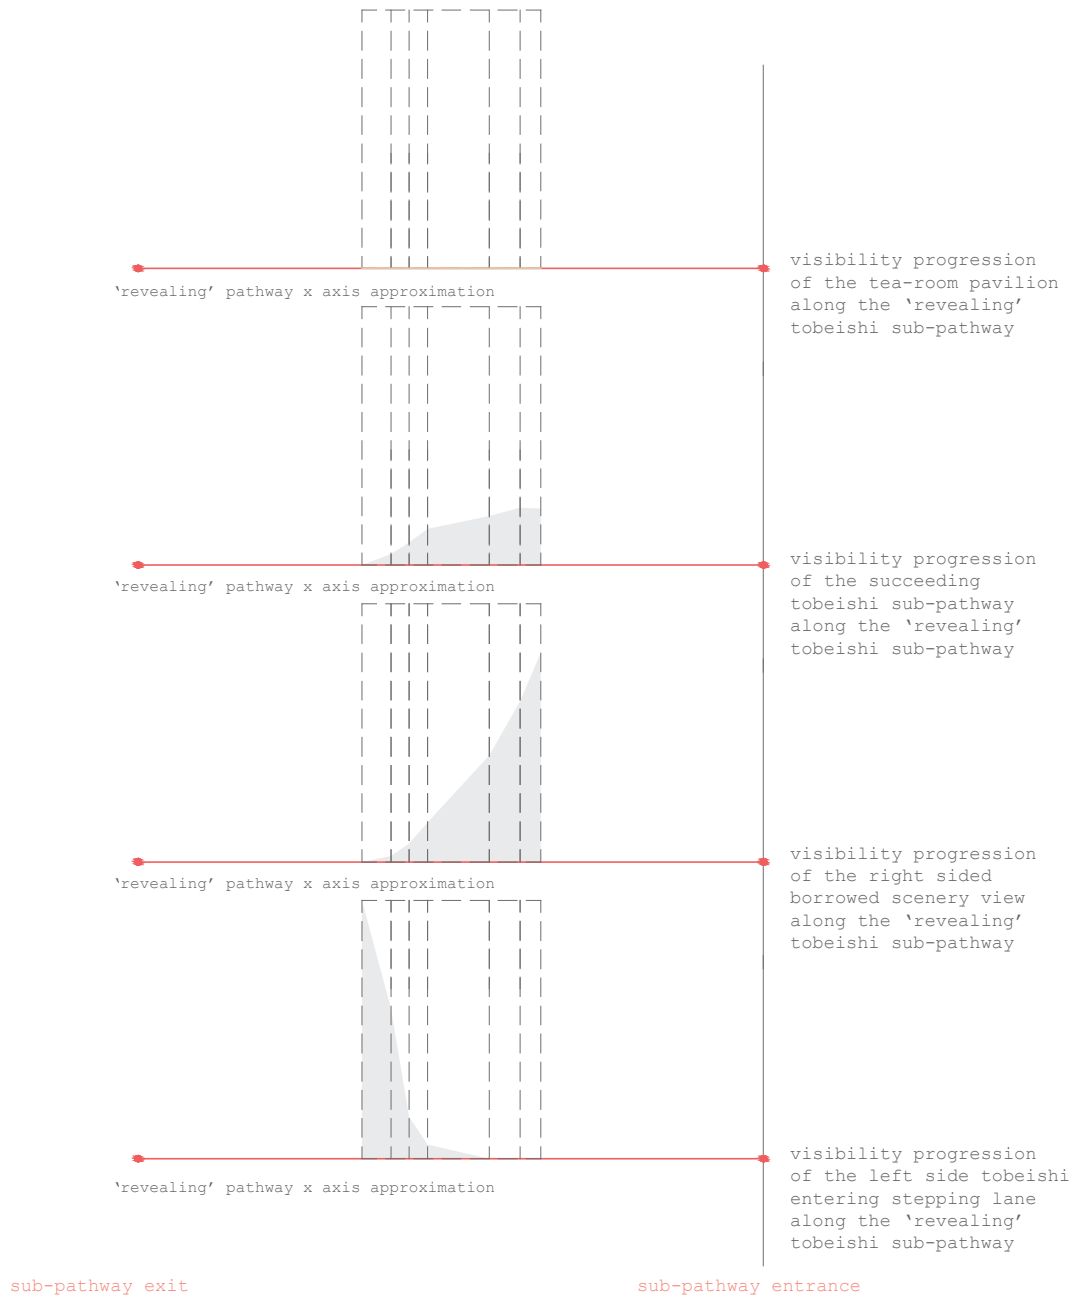 visibility progression
of the tea-room pavilion
along the ‘revealing’
tobeishi sub-pathway
‘revealing’ pathway x axis approximation
visibility progression
of the succeeding
tobeishi sub-pathway
along the ‘revealing’
tobeishi sub-pathway
‘revealing’ pathway x axis approximation
visibility progression
of the right sided
borrowed scenery view
along the ‘revealing’
tobeishi sub-pathway
‘revealing’ pathway x axis approximation
visibility progression
of the left side tobeishi
entering stepping lane
along the ‘revealing’
tobeishi sub-pathway
‘revealing’ pathway x axis approximation
sub-pathway exit
sub-pathway entrance